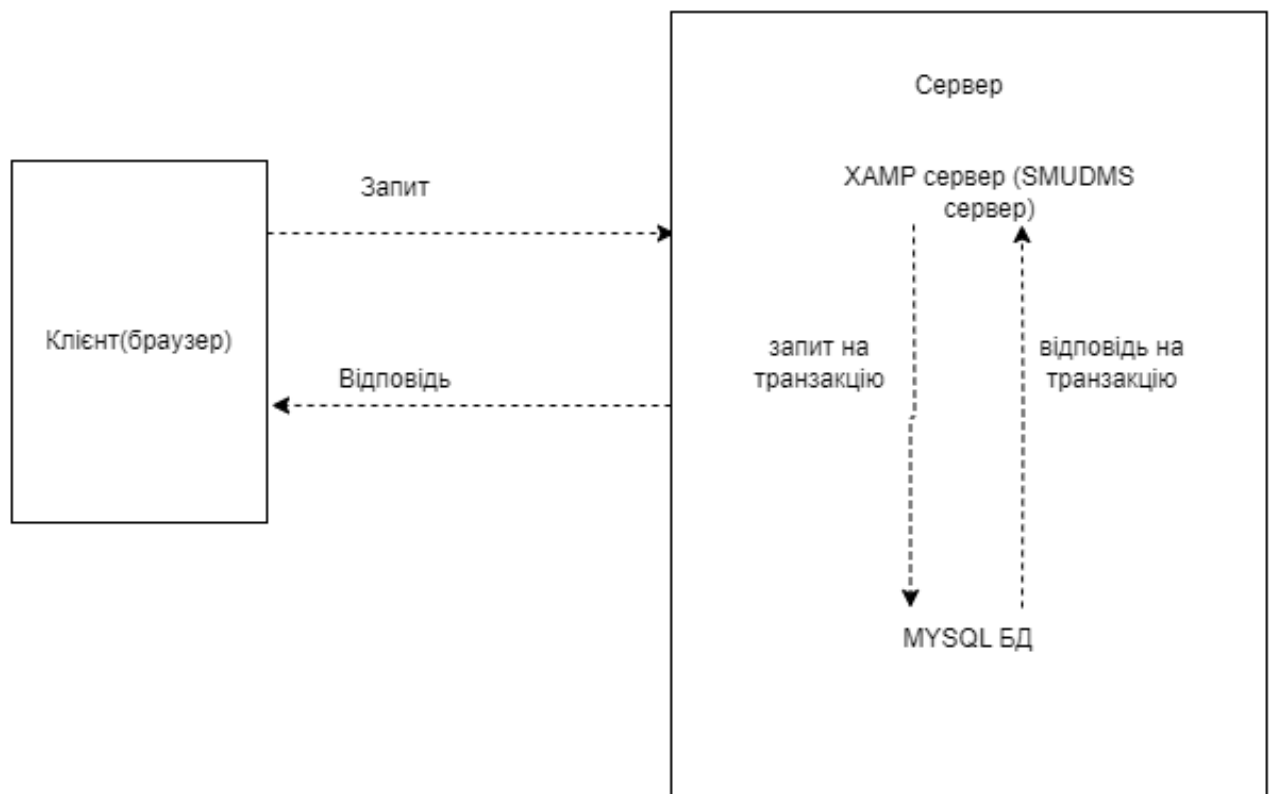 Сервер
XAMP сервер (SMUDMS
сервер)
Запит
Клієнт(браузер)
Відповідь
запит на
транзакцію
відповідь на
транзакцію
MYSQL БД